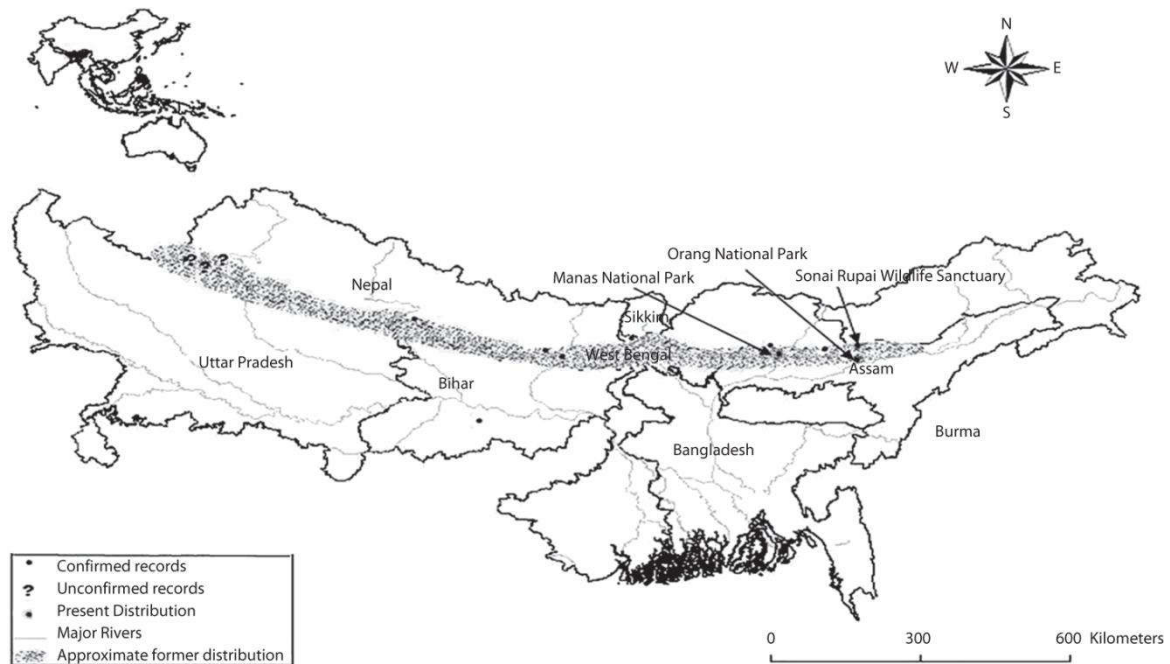 N
W E
S
Orang National Park
Manas National Park
Sonai Rupai Wildlife Sanctuary
Nepal
Sikkim
Uttar Pradesh
West Bengal
Assam
Bihar
Burma
Bangladesh
Confirmed records
? Unconfirmed records
Present Distribution
Major Rivers
Approximate former distribution
0 300 600 Kilometers